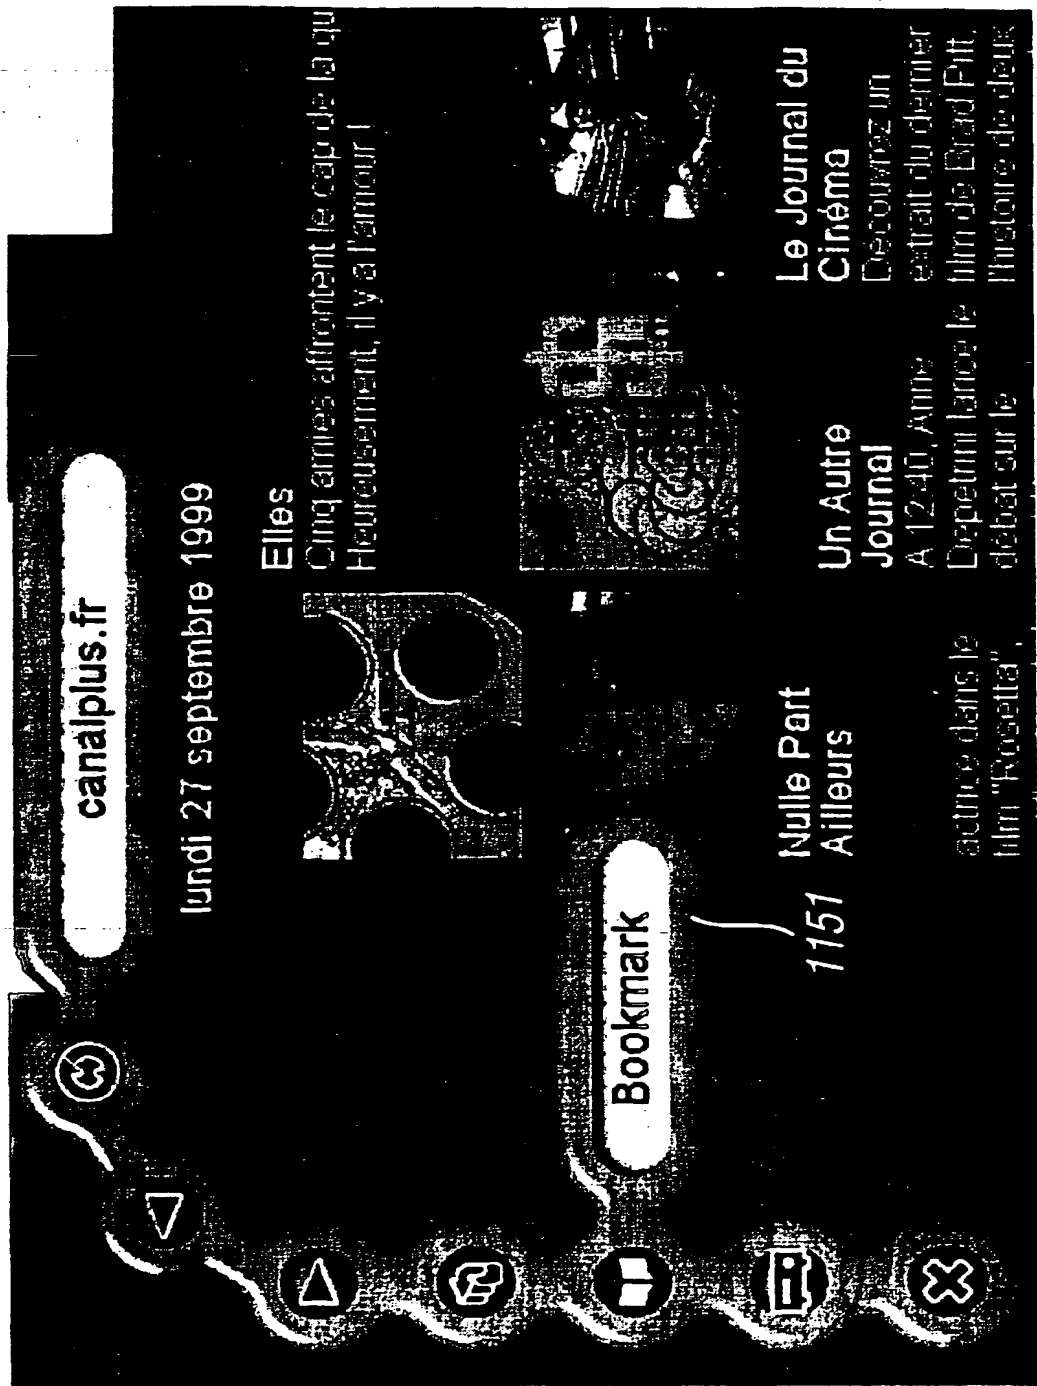 canalplus.fr
lundi 27 septembre 1999
Elles
Cinq amies affrontent le cap de la qu
Heureusement, il y a l'amour !
Bookmark
1151
Nulle Part
Ailleurs
actrice dans le
film "Rosetta",
Un Autre
Journal
A 12:40, Anne
Depetrini lance le
débat sur le
Le Journal du
Cinéma
Découvrez un
extrait du dernier
film de Brad Pitt,
l'histoire de deux